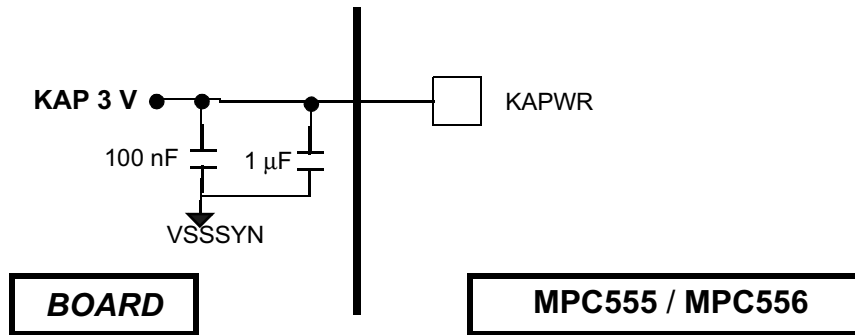 KAP 3 V
KAPWR
100 nF
1 μF
VSSSYN
BOARD
MPC555 / MPC556